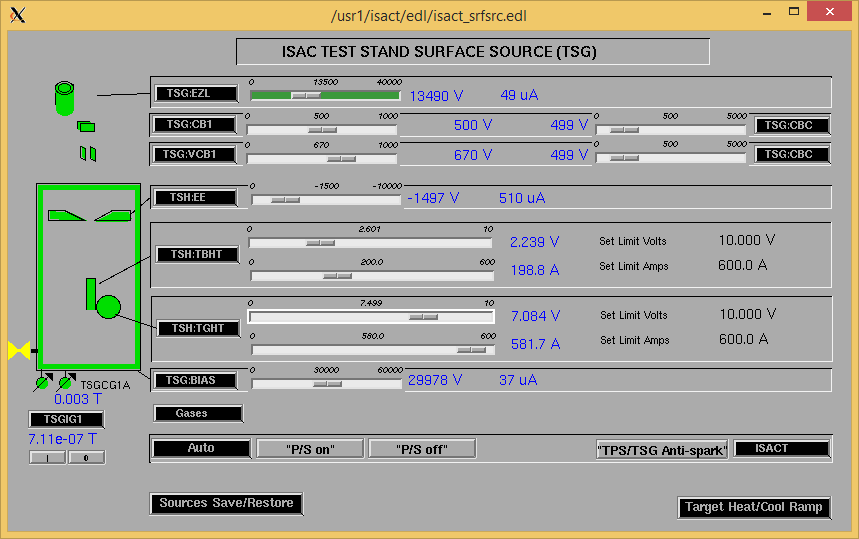 /usr1/isact/edl/isact_srfsrc.edl
ISAC TEST STAND SURFACE SOURCE (TSG)
TSG:EZL 0 13500 40000 13490 V 49 uA
TSG:CB1 0 500 1000 500 V 499 V 0 500 5000 TSG:CBC
TSG:VCB1 0 670 1000 670 V 499 V 0 500 5000 TSG:CBC
TSH:EE 0 -1500 -10000 -1497 V 510 uA
TSH:TBHT
0 2.601 10 2.239 V Set Limit Volts 10.000 V
0 200.0 600 198.8 A Set Limit Amps 600.0 A
TSH:TGHT
0 7.499 10 7.084 V Set Limit Volts 10.000 V
0 580.0 600 581.7 A Set Limit Amps 600.0 A
TSG:BIAS 0 30000 60000 29978 V 37 uA
TSGCG1A
0.003 T
TSGIG1
7.11e-07 T
I 0
Gases
Auto "P/S on" "P/S off" "TPS/TSG Anti-spark" ISACT
Sources Save/Restore
Target Heat/Cool Ramp